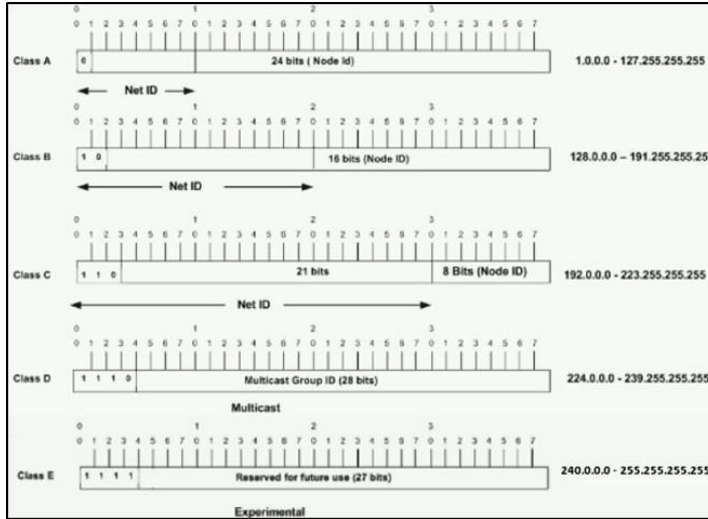 0 1 2 3
0 1 2 3 4 5 6 7 0 1 2 3 4 5 6 7 0 1 2 3 4 5 6 7 0 1 2 3 4 5 6 7
Class A 0 24 bits ( Node Id) 1.0.0.0 - 127.255.255.255
Net ID
0 1 2 3
0 1 2 3 4 5 6 7 0 1 2 3 4 5 6 7 0 1 2 3 4 5 6 7 0 1 2 3 4 5 6 7
Class B 1 0 16 bits (Node ID) 128.0.0.0 – 191.255.255.25
Net ID
0 1 2 3
0 1 2 3 4 5 6 7 0 1 2 3 4 5 6 7 0 1 2 3 4 5 6 7 0 1 2 3 4 5 6 7
Class C 1 1 0 21 bits 8 Bits (Node ID) 192.0.0.0 - 223.255.255.255
Net ID
0 1 2 3
0 1 2 3 4 5 6 7 0 1 2 3 4 5 6 7 0 1 2 3 4 5 6 7 0 1 2 3 4 5 6 7
Class D 1 1 1 0 Multicast Group ID (28 bits) 224.0.0.0 - 239.255.255.255
Multicast
0 1 2 3
0 1 2 3 4 5 6 7 0 1 2 3 4 5 6 7 0 1 2 3 4 5 6 7 0 1 2 3 4 5 6 7
Class E 1 1 1 1 Reserved for future use (27 bits) 240.0.0.0 - 255.255.255.255
Experimental